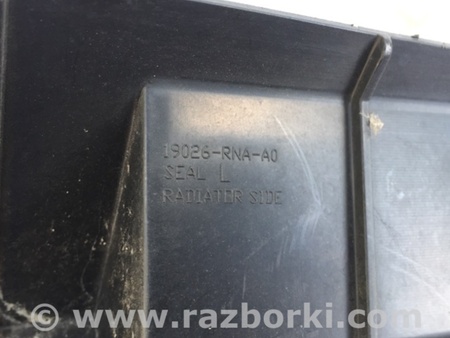 19026-RNA-A0
SEAL L
RADIATOR SIDE
© www.razborki.com